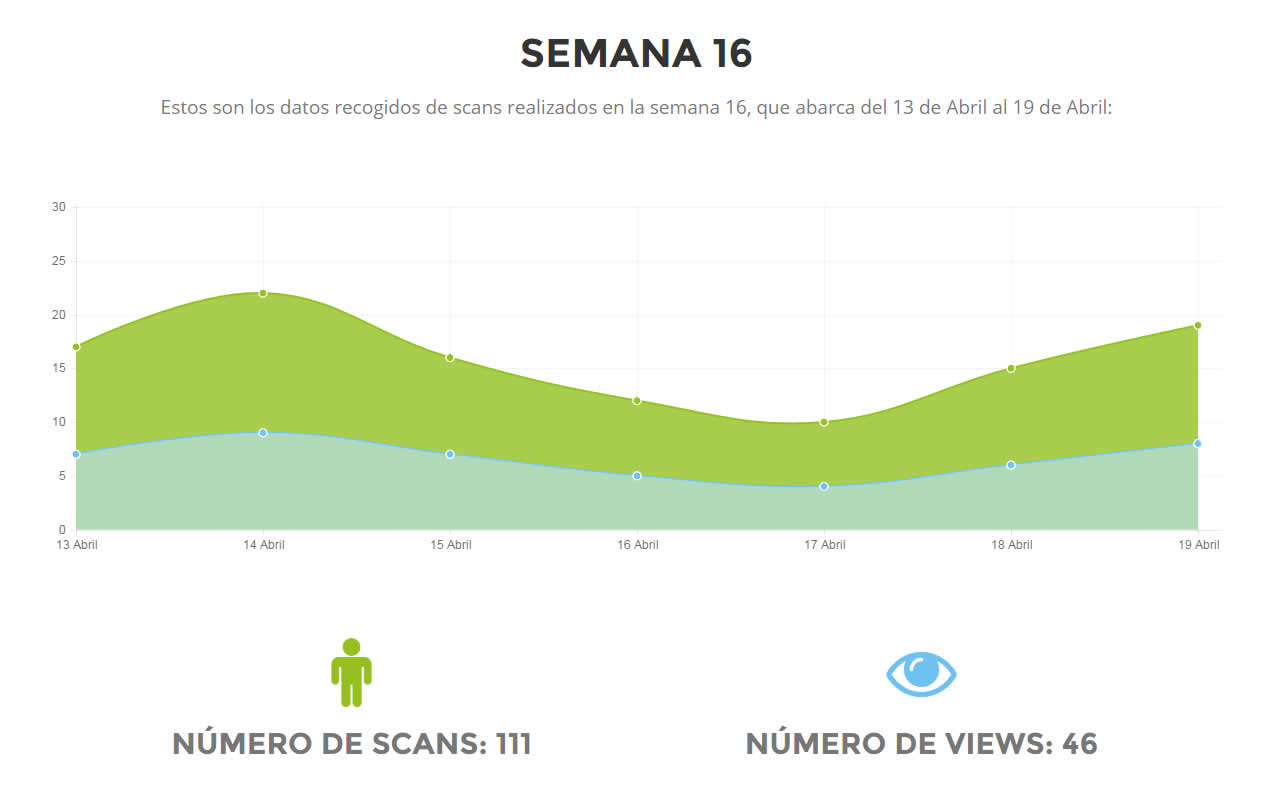 SEMANA 16
Estos son los datos recogidos de scans realizados en la semana 16, que abarca del 13 de Abril al 19 de Abril:
30
25
20
15
10
5
0
13 Abril
14 Abril
15 Abril
16 Abril
17 Abril
18 Abril
19 Abril
NÚMERO DE SCANS: 111
NÚMERO DE VIEWS: 46